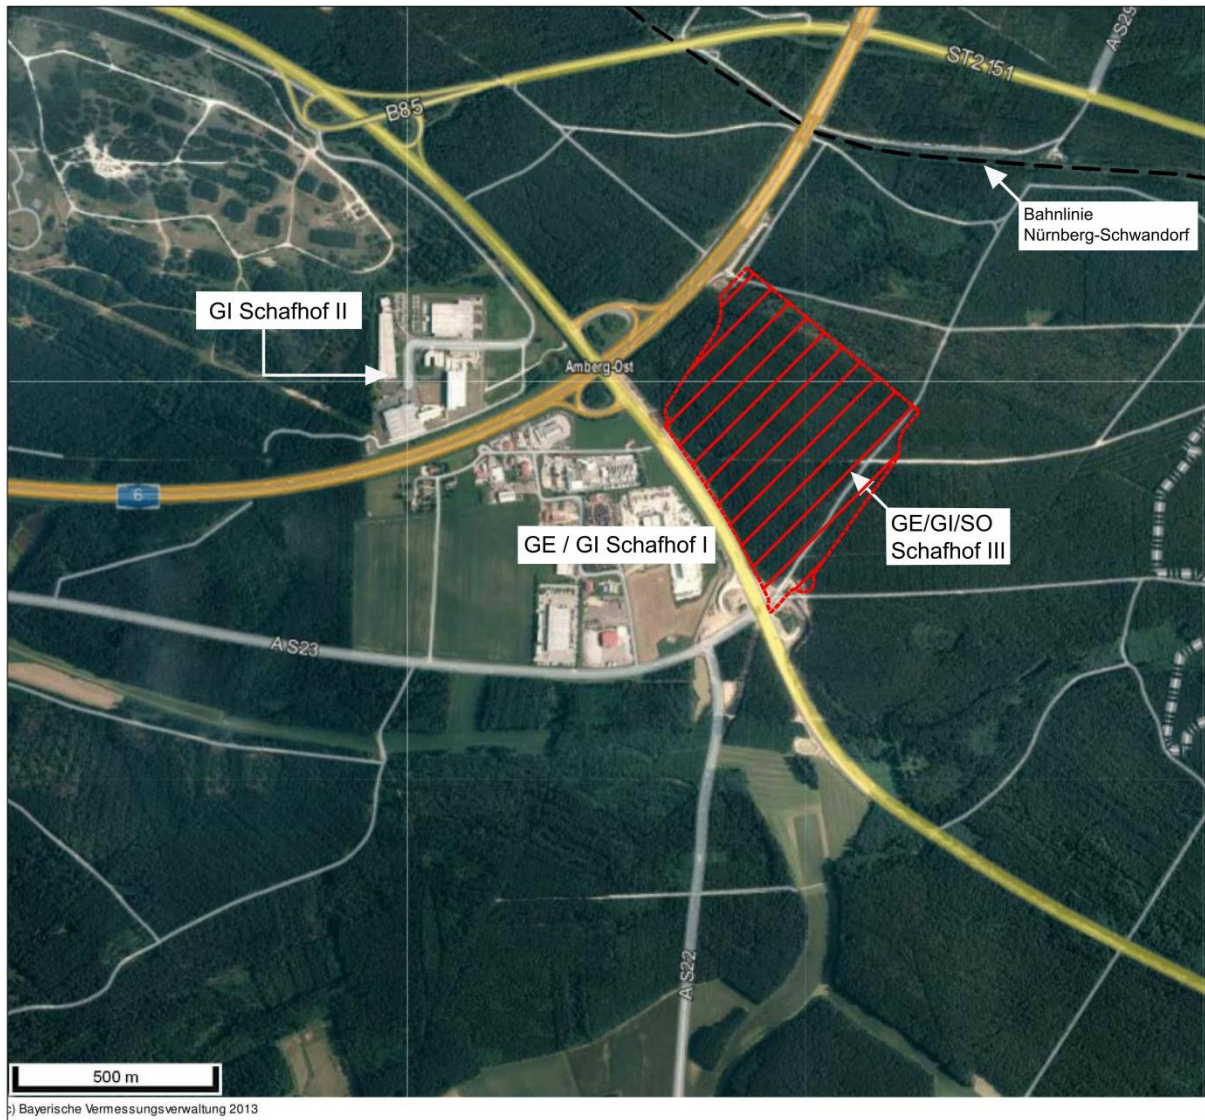 A S29
ST2151
B85
Bahnlinie
Nürnberg-Schwandorf
GI Schafhof II
Amberg-Ost
6
GE/GI/SO
Schafhof III
GE / GI Schafhof I
A S23
A S22
500 m
c) Bayerische Vermessungsverwaltung 2013